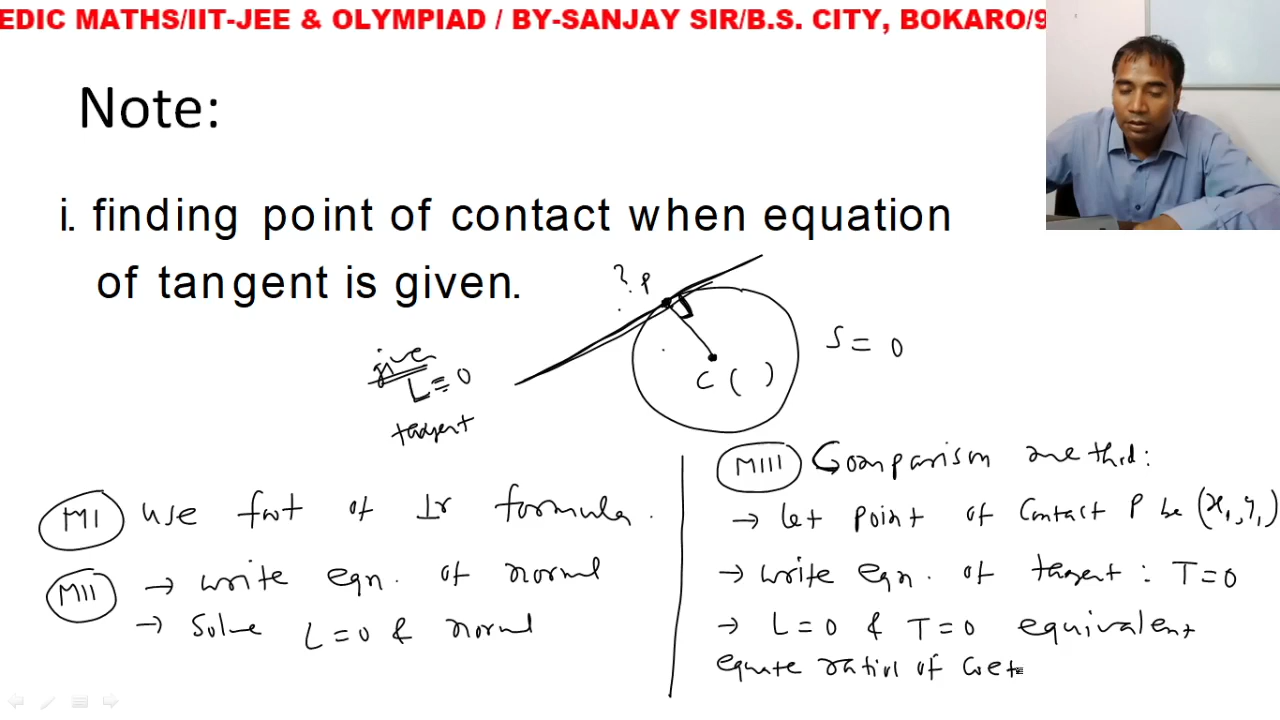 EDIC MATHS/IIT-JEE & OLYMPIAD / BY-SANJAY SIR/B.S. CITY, BOKARO/9
Note:
i. finding point of contact when equation
of tangent is given.
? P
S = 0
C ( )
given
L = 0
tangent
MI use foot of ⊥r formula.
MII → write eqn. of normal
→ Solve L = 0 & normal
MIII Comparism method:
→ let point of Contact P be (x₁, y₁)
→ write eqn. of tangent : T = 0
→ L = 0 & T = 0 equivalent
equate ratios of coet